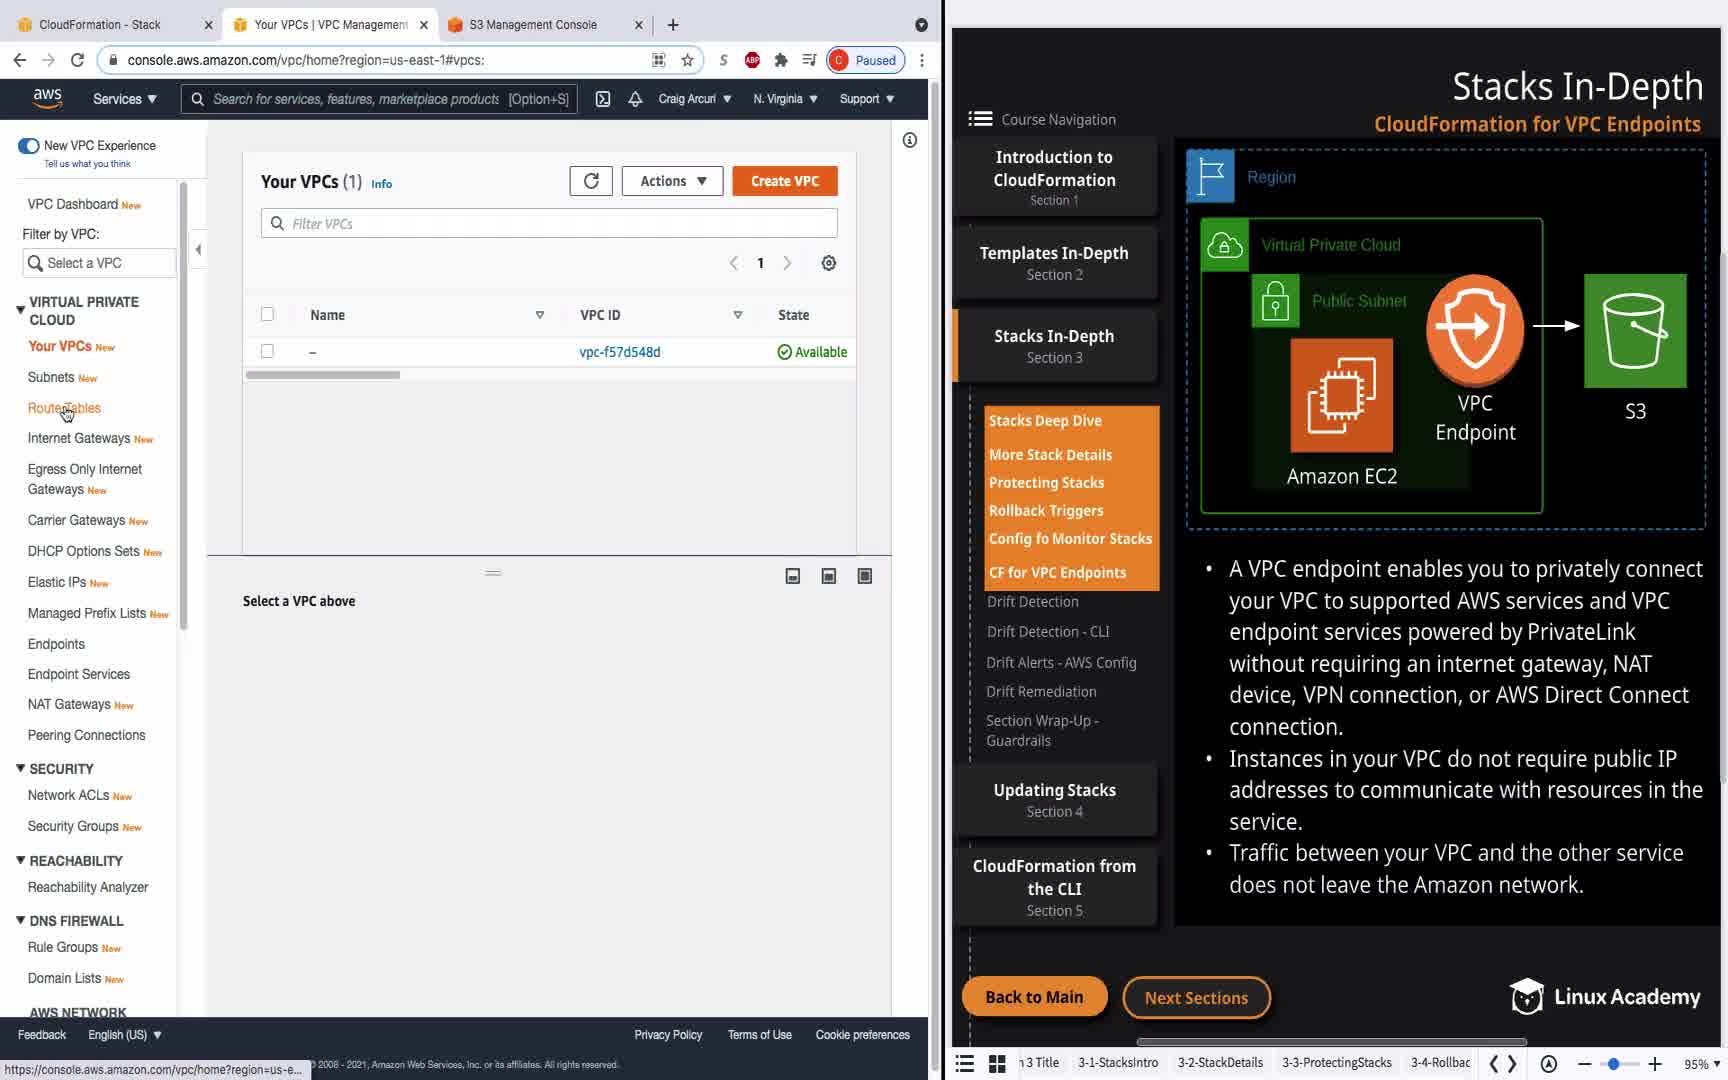 CloudFormation - Stack
Your VPCs | VPC Management
S3 Management Console
console.aws.amazon.com/vpc/home?region=us-east-1#vpcs:
ABP
C Paused
aws
Services
Search for services, features, marketplace products [Option+S]
Craig Arcuri
N. Virginia
Support
New VPC Experience
Tell us what you think
VPC Dashboard New
Filter by VPC:
Select a VPC
VIRTUAL PRIVATE
CLOUD
Your VPCs New
Subnets New
Route Tables
Internet Gateways New
Egress Only Internet
Gateways New
Carrier Gateways New
DHCP Options Sets New
Elastic IPs New
Managed Prefix Lists New
Endpoints
Endpoint Services
NAT Gateways New
Peering Connections
SECURITY
Network ACLs New
Security Groups New
REACHABILITY
Reachability Analyzer
DNS FIREWALL
Rule Groups New
Domain Lists New
AWS NETWORK
Your VPCs (1) Info
Actions
Create VPC
Filter VPCs
1
Name
VPC ID
State
–
vpc-f57d548d
Available
Select a VPC above
Feedback
English (US)
Privacy Policy
Terms of Use
Cookie preferences
https://console.aws.amazon.com/vpc/home?region=us-e...
© 2008 - 2021, Amazon Web Services, Inc. or its affiliates. All rights reserved.
Stacks In-Depth
CloudFormation for VPC Endpoints
Course Navigation
Introduction to
CloudFormation
Section 1
Templates In-Depth
Section 2
Stacks In-Depth
Section 3
Stacks Deep Dive
More Stack Details
Protecting Stacks
Rollback Triggers
Config fo Monitor Stacks
CF for VPC Endpoints
Drift Detection
Drift Detection - CLI
Drift Alerts - AWS Config
Drift Remediation
Section Wrap-Up -
Guardrails
Updating Stacks
Section 4
CloudFormation from
the CLI
Section 5
Back to Main
Next Sections
Region
Virtual Private Cloud
Public Subnet
Amazon EC2
VPC
Endpoint
S3
• A VPC endpoint enables you to privately connect
your VPC to supported AWS services and VPC
endpoint services powered by PrivateLink
without requiring an internet gateway, NAT
device, VPN connection, or AWS Direct Connect
connection.
• Instances in your VPC do not require public IP
addresses to communicate with resources in the
service.
• Traffic between your VPC and the other service
does not leave the Amazon network.
Linux Academy
n 3 Title
3-1-StacksIntro
3-2-StackDetails
3-3-ProtectingStacks
3-4-Rollbac
95%